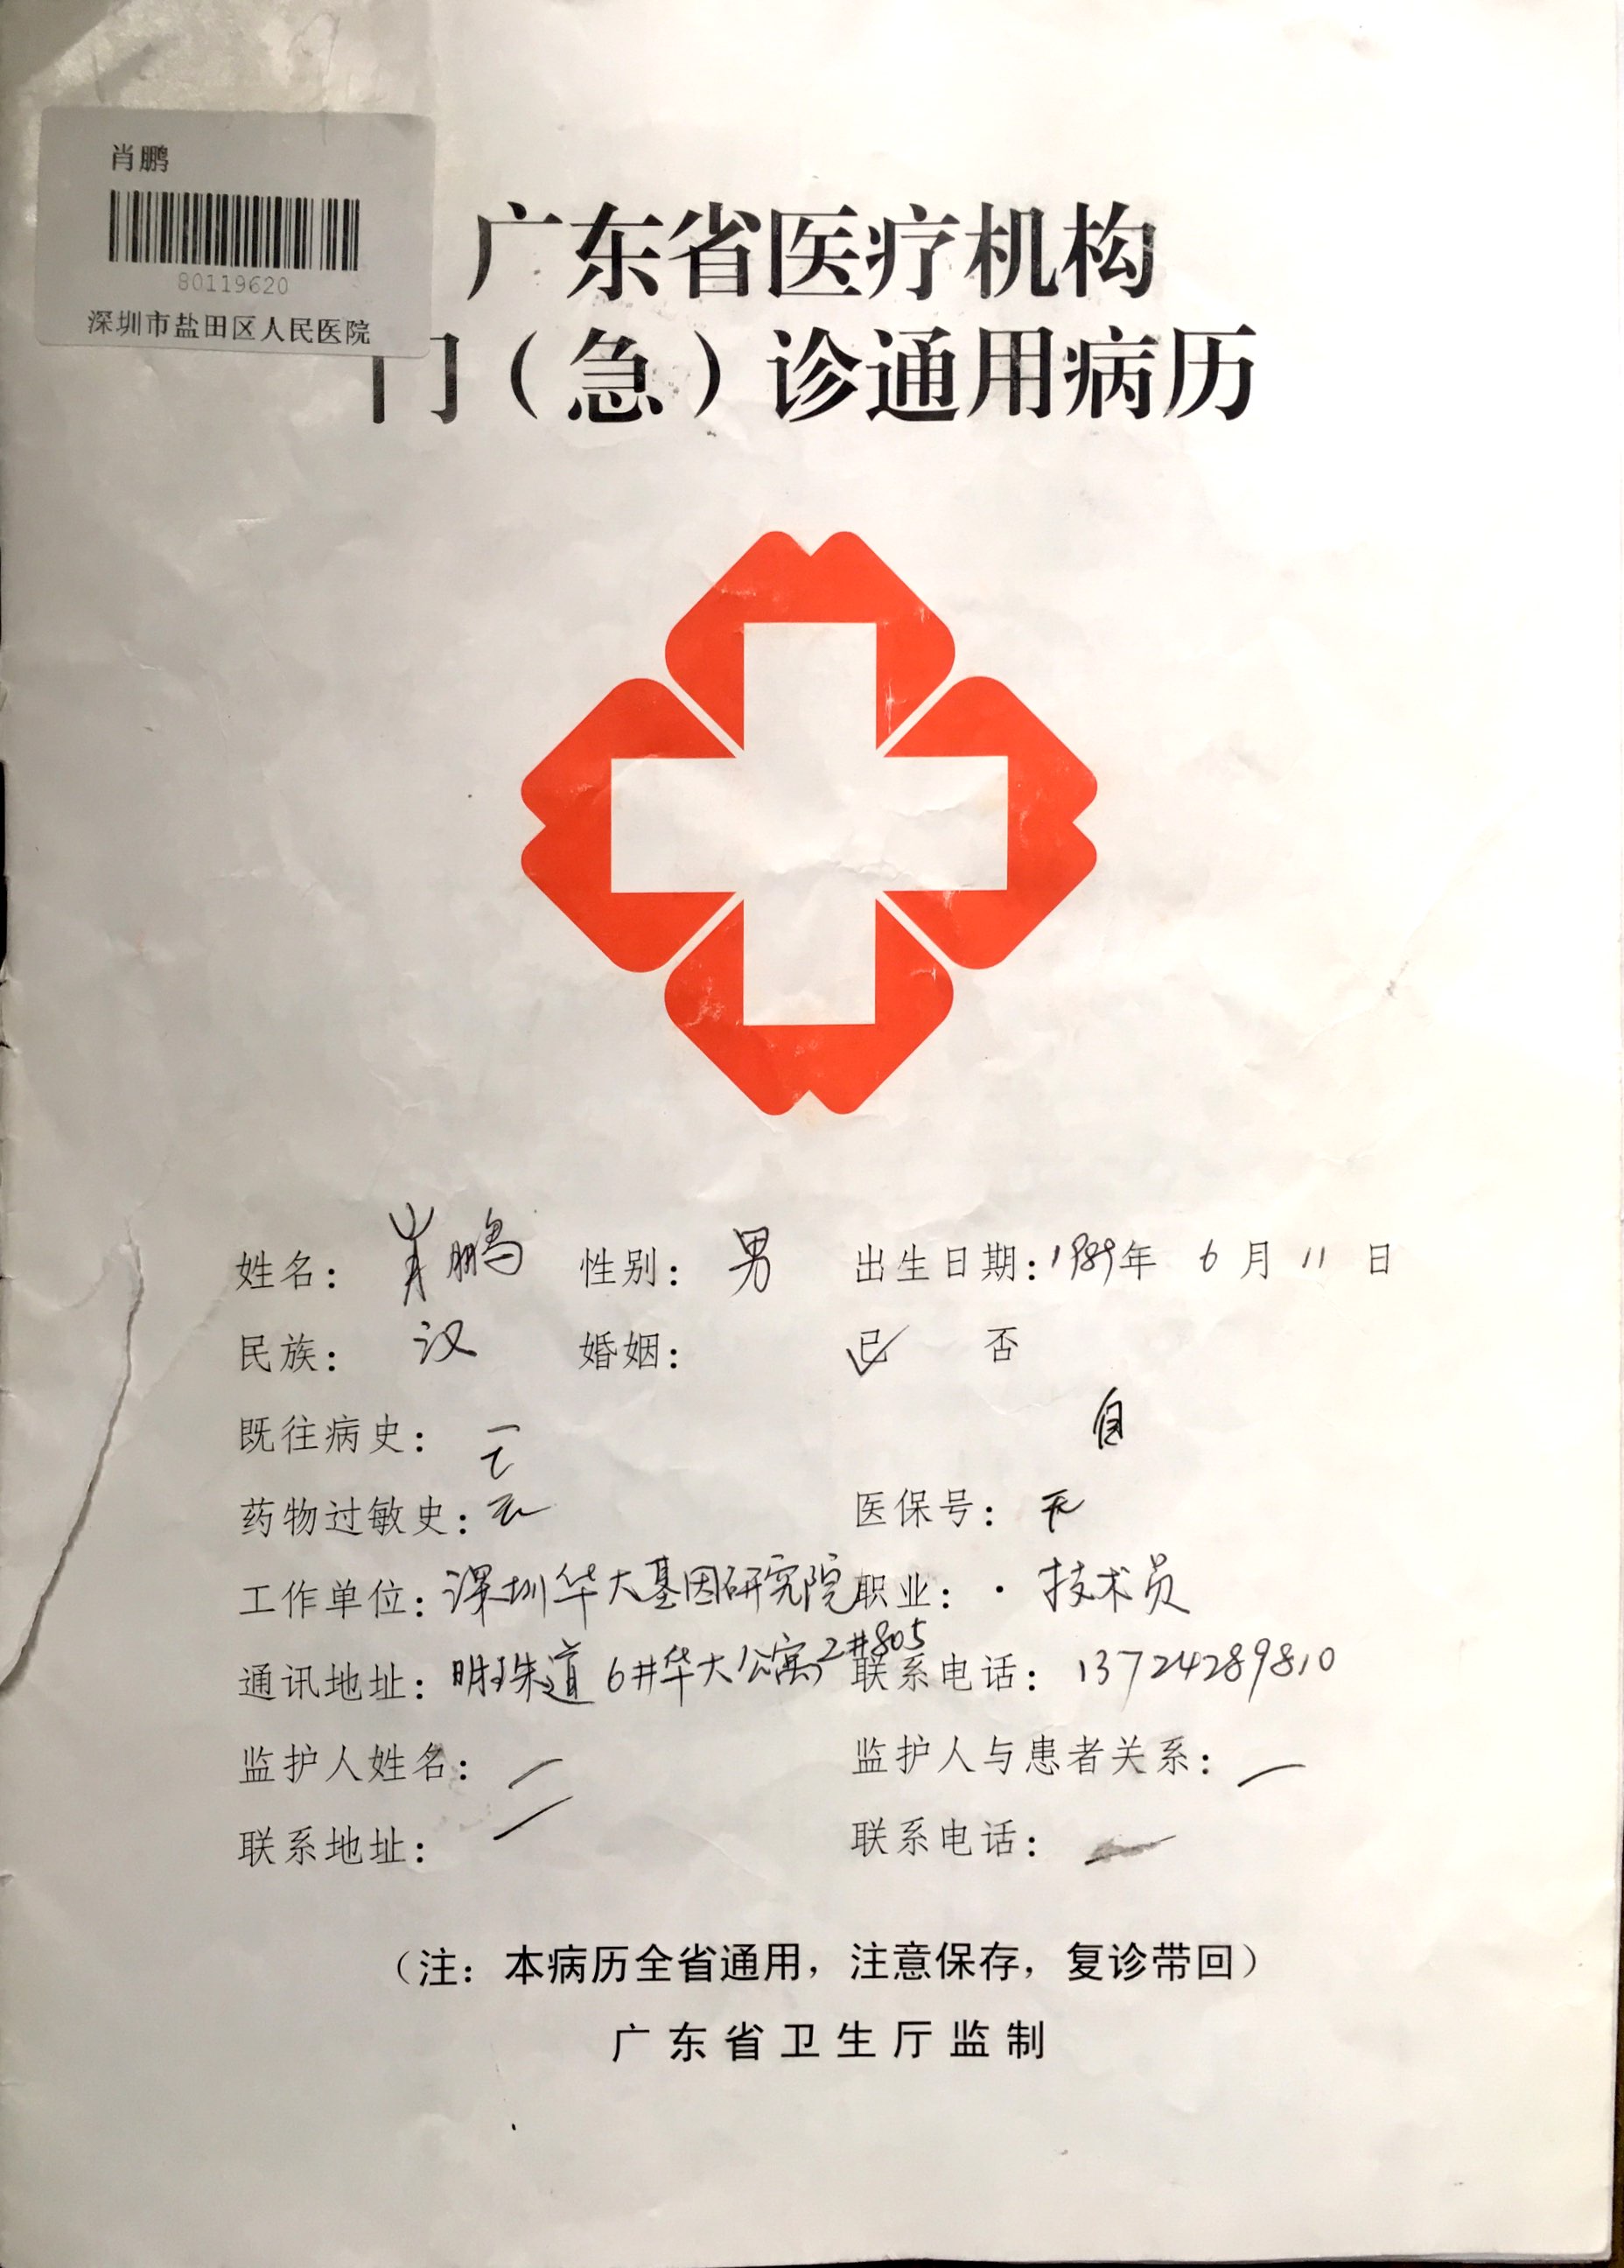 肖鹏
80119620
深圳市盐田区人民医院
广东省医疗机构
门（急）诊通用病历
姓名： 肖鹏 性别： 男 出生日期：1989年 6 月 11 日
民族： 汉 婚姻： 已 否
自
既往病史： 无
药物过敏史：无 医保号： 无
工作单位：深圳华大基因研究院 职业： 技术员
通讯地址：明珠道6#华大公寓2#805 联系电话：13724289810
监护人姓名： 监护人与患者关系：
联系地址： 联系电话：
（注：本病历全省通用，注意保存，复诊带回）
广东省卫生厅监制